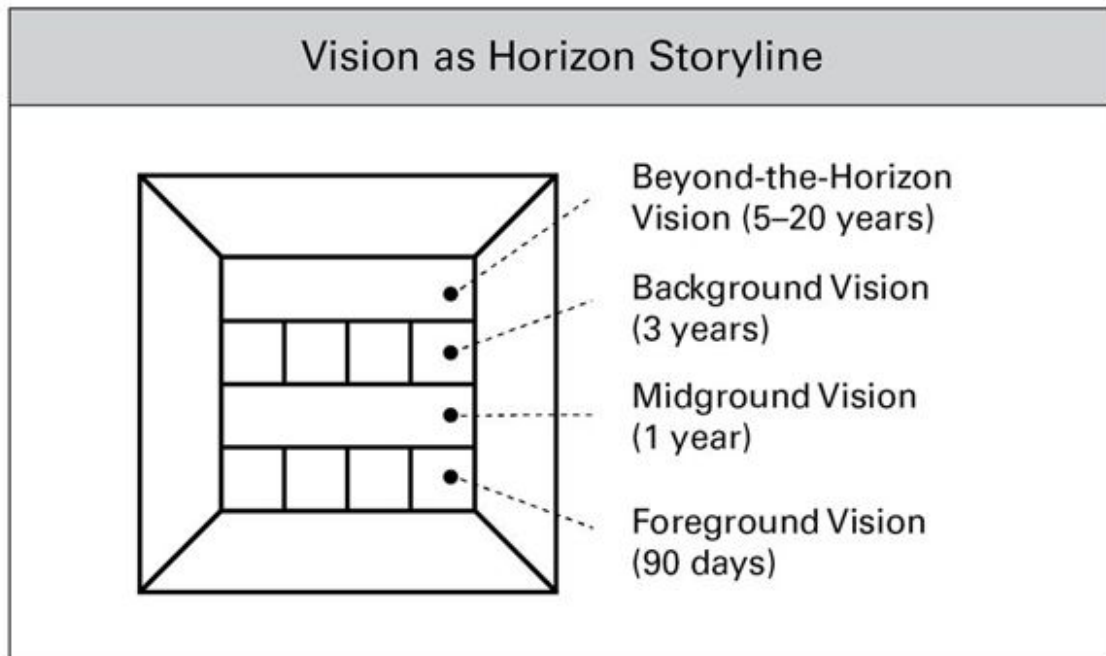 Vision as Horizon Storyline
Beyond-the-Horizon
Vision (5–20 years)
Background Vision
(3 years)
Midground Vision
(1 year)
Foreground Vision
(90 days)